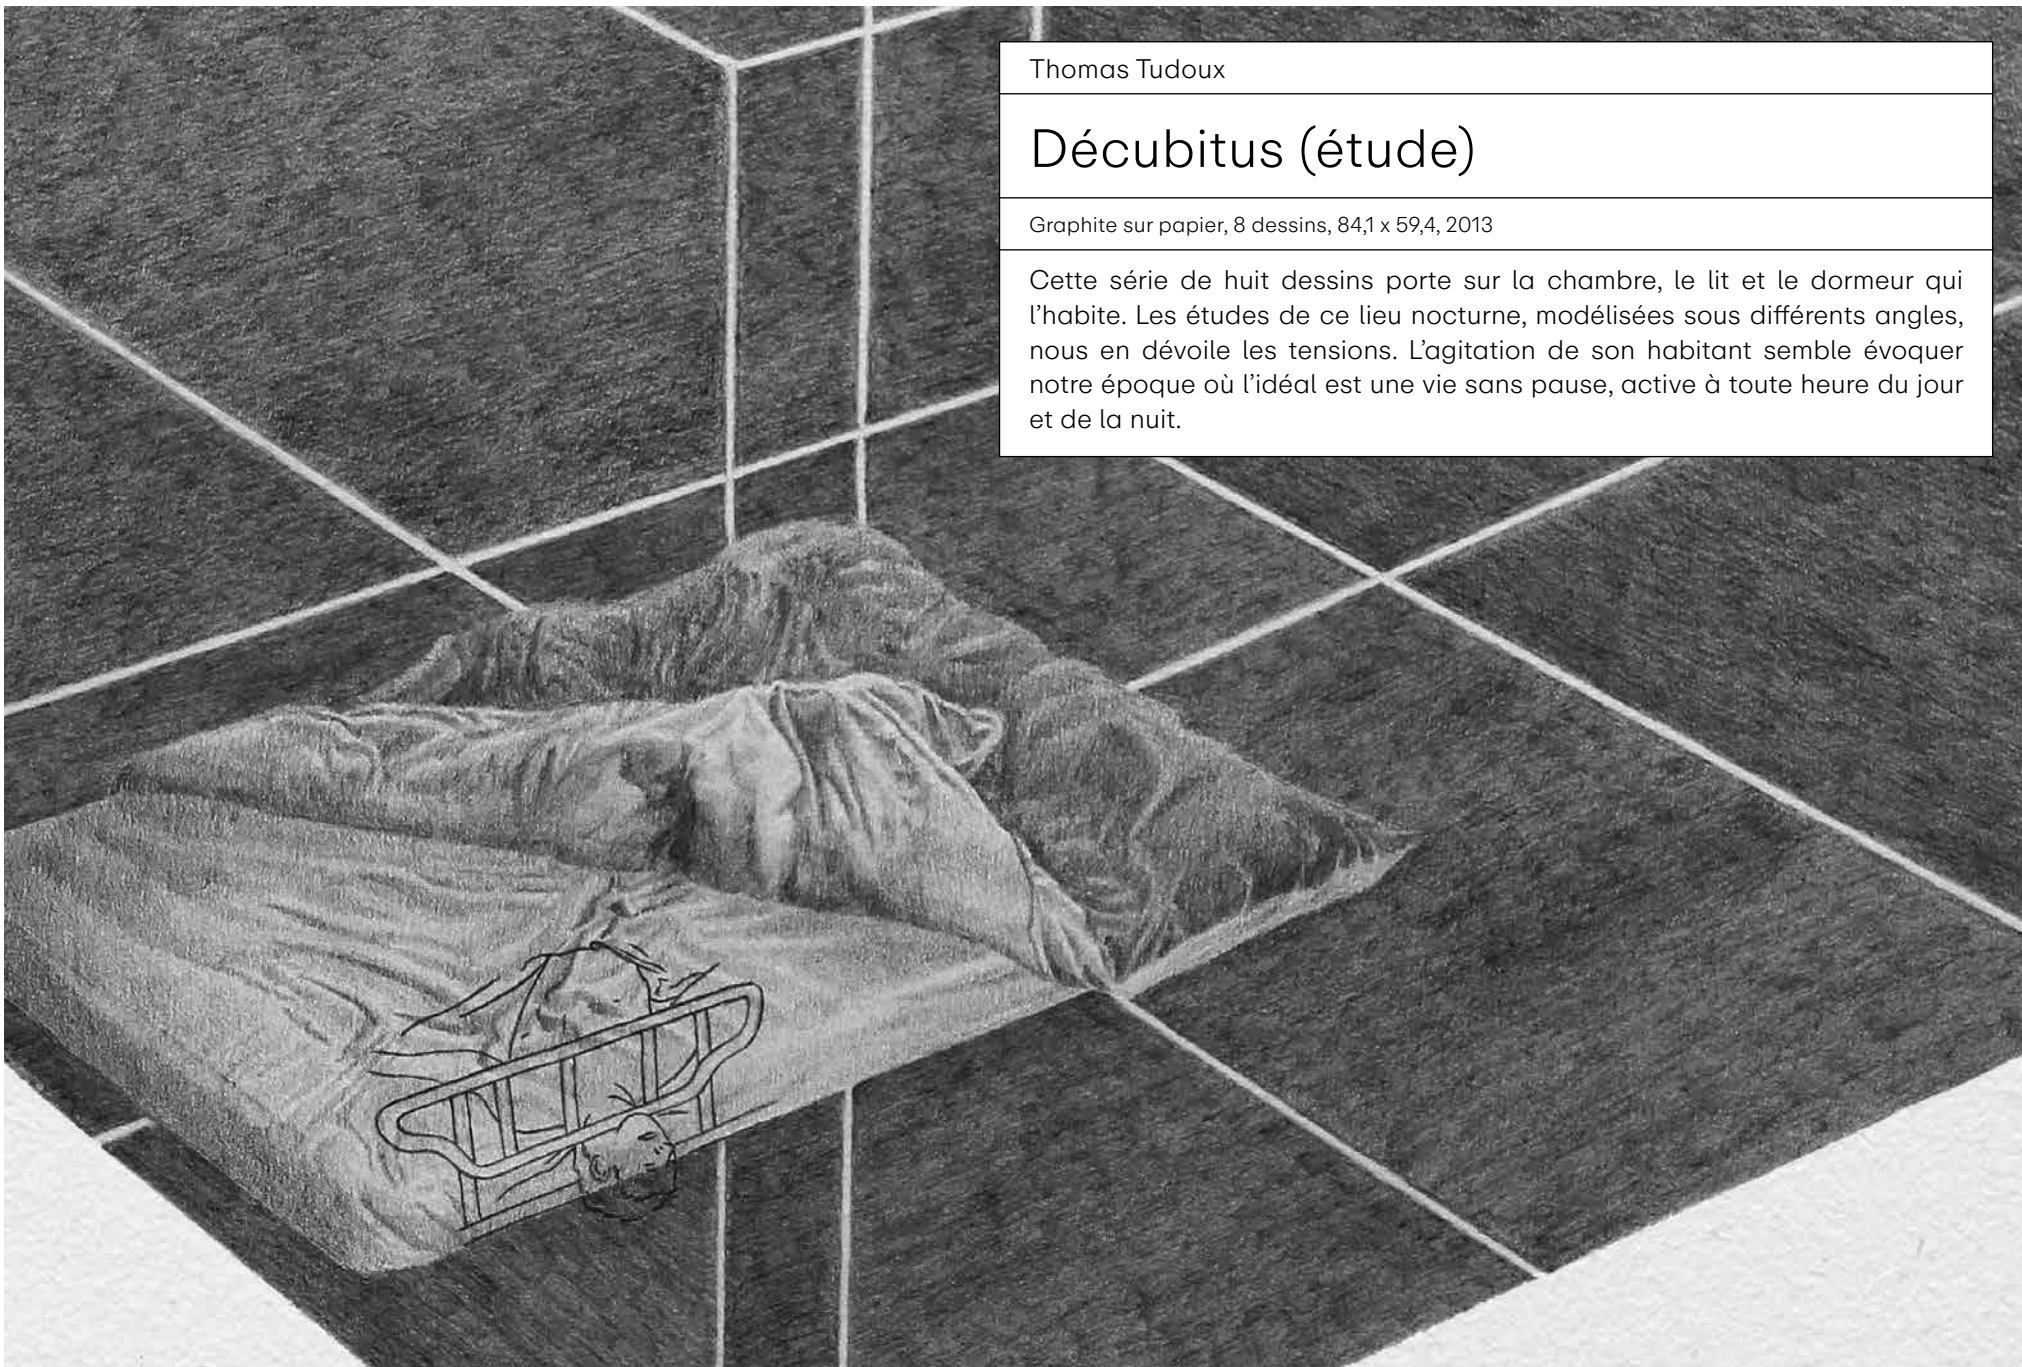 Thomas Tudoux
Décubitus (étude)
Graphite sur papier, 8 dessins, 84,1 x 59,4, 2013
Cette série de huit dessins porte sur la chambre, le lit et le dormeur qui
l’habite. Les études de ce lieu nocturne, modélisées sous différents angles,
nous en dévoile les tensions. L’agitation de son habitant semble évoquer
notre époque où l’idéal est une vie sans pause, active à toute heure du jour
et de la nuit.